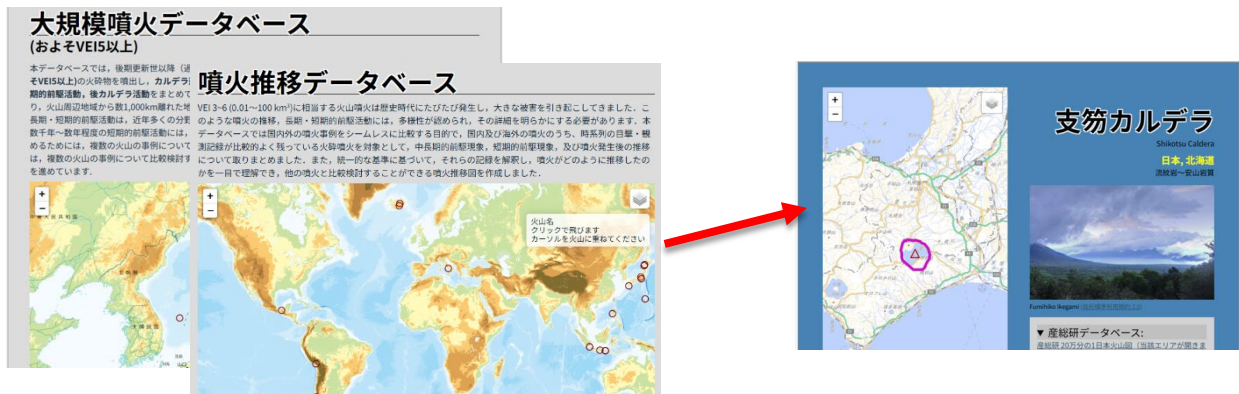 大規模噴火データベース
(およそVEI5以上)
本データベースでは，後期更新世以降（過
そVEI5以上)の火砕物を噴出し，カルデラ
期的前駆活動，後カルデラ活動をまとめて
り，火山周辺地域から数1,000km離れた地
長期・短期的前駆活動は，近年多くの分野
数千年～数年程度の短期的前駆活動には，
めるためには，複数の火山の事例について
は，複数の火山の事例について比較検討す
を進めています．
+
−
噴火推移データベース
VEI 3~6 (0.01～100 km³)に相当する火山噴火は歴史時代にたびたび発生し，大きな被害を引き起こしてきました．こ
のような噴火の推移，長期・短期的前駆活動には，多様性が認められ，その詳細を明らかにする必要があります．本
データベースでは国内外の噴火事例をシームレスに比較する目的で，国内及び海外の噴火のうち，時系列の目撃・観
測記録が比較的よく残っている火砕噴火を対象として，中長期的前駆現象，短期的前駆現象，及び噴火発生後の推移
について取りまとめました．また，統一的な基準に基づいて，それらの記録を解釈し，噴火がどのように推移したの
かを一目で理解でき，他の噴火と比較検討することができる噴火推移図を作成しました．
+
−
火山名
クリックで飛びます
カーソルを火山に重ねてください
+
−
支笏カルデラ
Shikotsu Caldera
日本, 北海道
流紋岩～安山岩質
Fumihiko Ikegami
▼ 産総研データベース:
産総研 20万分の1日本火山図（当該エリアが開きま